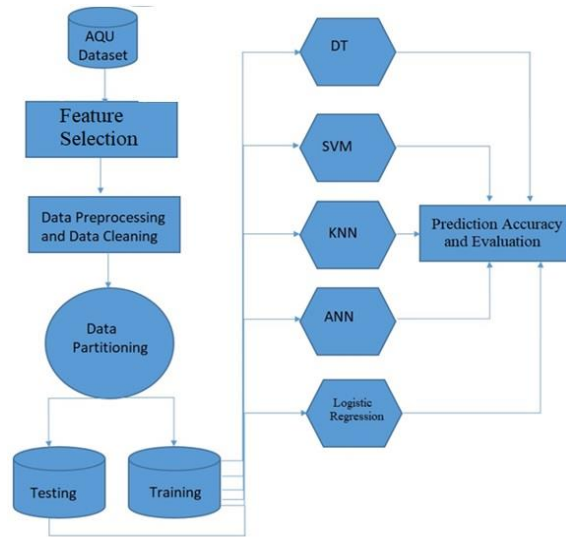 AQU
Dataset
Feature
Selection
Data Preprocessing
and Data Cleaning
Data
Partitioning
Testing
Training
DT
SVM
KNN
ANN
Logistic
Regression
Prediction Accuracy
and Evaluation